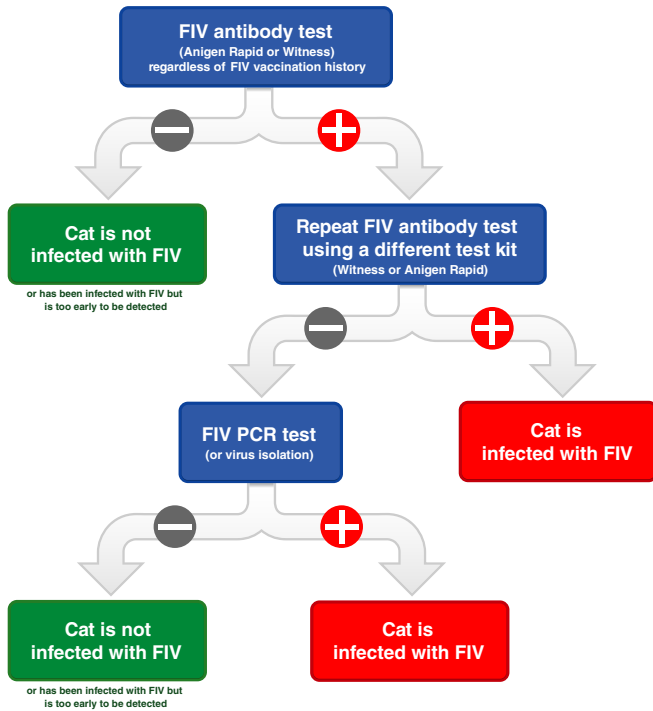 FIV antibody test
(Anigen Rapid or Witness)
regardless of FIV vaccination history
Cat is not
infected with FIV
or has been infected with FIV but
is too early to be detected
Repeat FIV antibody test
using a different test kit
(Witness or Anigen Rapid)
FIV PCR test
(or virus isolation)
Cat is
infected with FIV
Cat is not
infected with FIV
or has been infected with FIV but
is too early to be detected
Cat is
infected with FIV